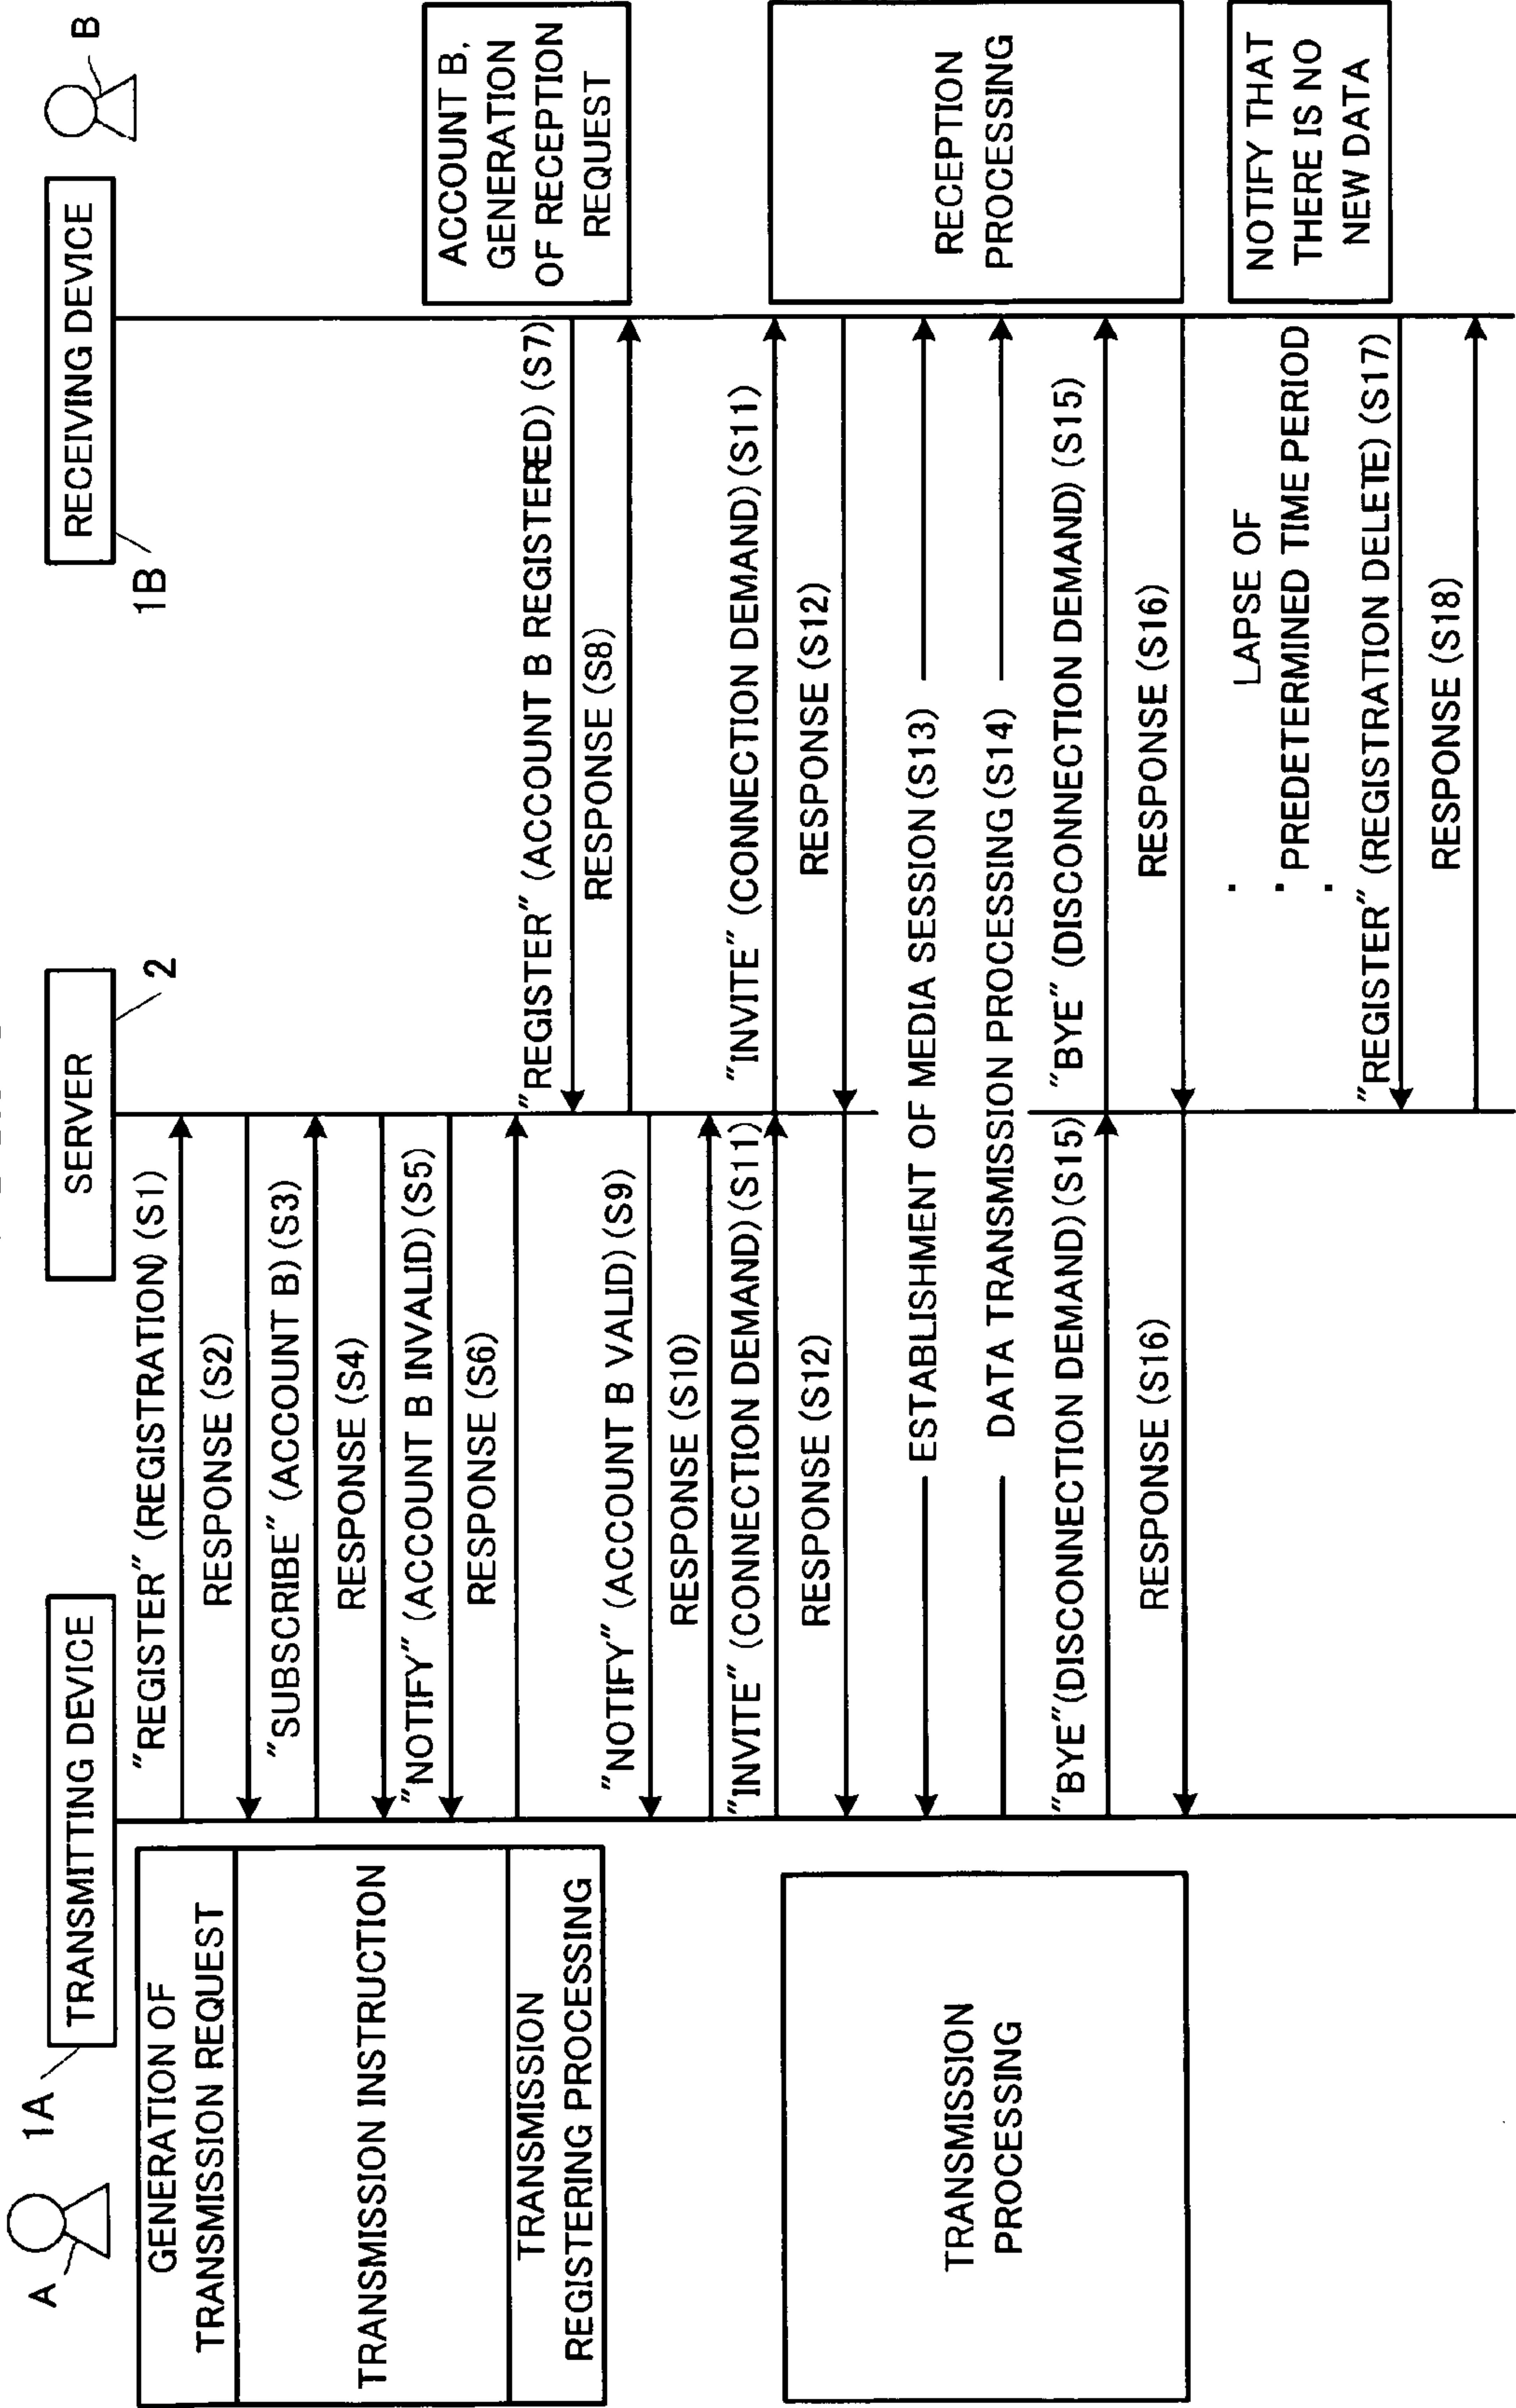 A
1A
TRANSMITTING DEVICE
SERVER
2
RECEIVING DEVICE
1B
B
GENERATION OF
TRANSMISSION REQUEST
TRANSMISSION INSTRUCTION
TRANSMISSION
REGISTERING PROCESSING
"REGISTER" (REGISTRATION) (S1)
RESPONSE (S2)
"SUBSCRIBE" (ACCOUNT B) (S3)
RESPONSE (S4)
"NOTIFY" (ACCOUNT B INVALID) (S5)
RESPONSE (S6)
ACCOUNT B,
GENERATION
OF RECEPTION
REQUEST
"REGISTER" (ACCOUNT B REGISTERED) (S7)
RESPONSE (S8)
"NOTIFY" (ACCOUNT B VALID) (S9)
RESPONSE (S10)
"INVITE" (CONNECTION DEMAND) (S11)
"INVITE" (CONNECTION DEMAND) (S11)
RESPONSE (S12)
RESPONSE (S12)
TRANSMISSION
PROCESSING
ESTABLISHMENT OF MEDIA SESSION (S13)
DATA TRANSMISSION PROCESSING (S14)
RECEPTION
PROCESSING
"BYE"(DISCONNECTION DEMAND) (S15)
"BYE" (DISCONNECTION DEMAND) (S15)
RESPONSE (S16)
RESPONSE (S16)
LAPSE OF
PREDETERMINED TIME PERIOD
NOTIFY THAT
THERE IS NO
NEW DATA
"REGISTER" (REGISTRATION DELETE) (S17)
RESPONSE (S18)